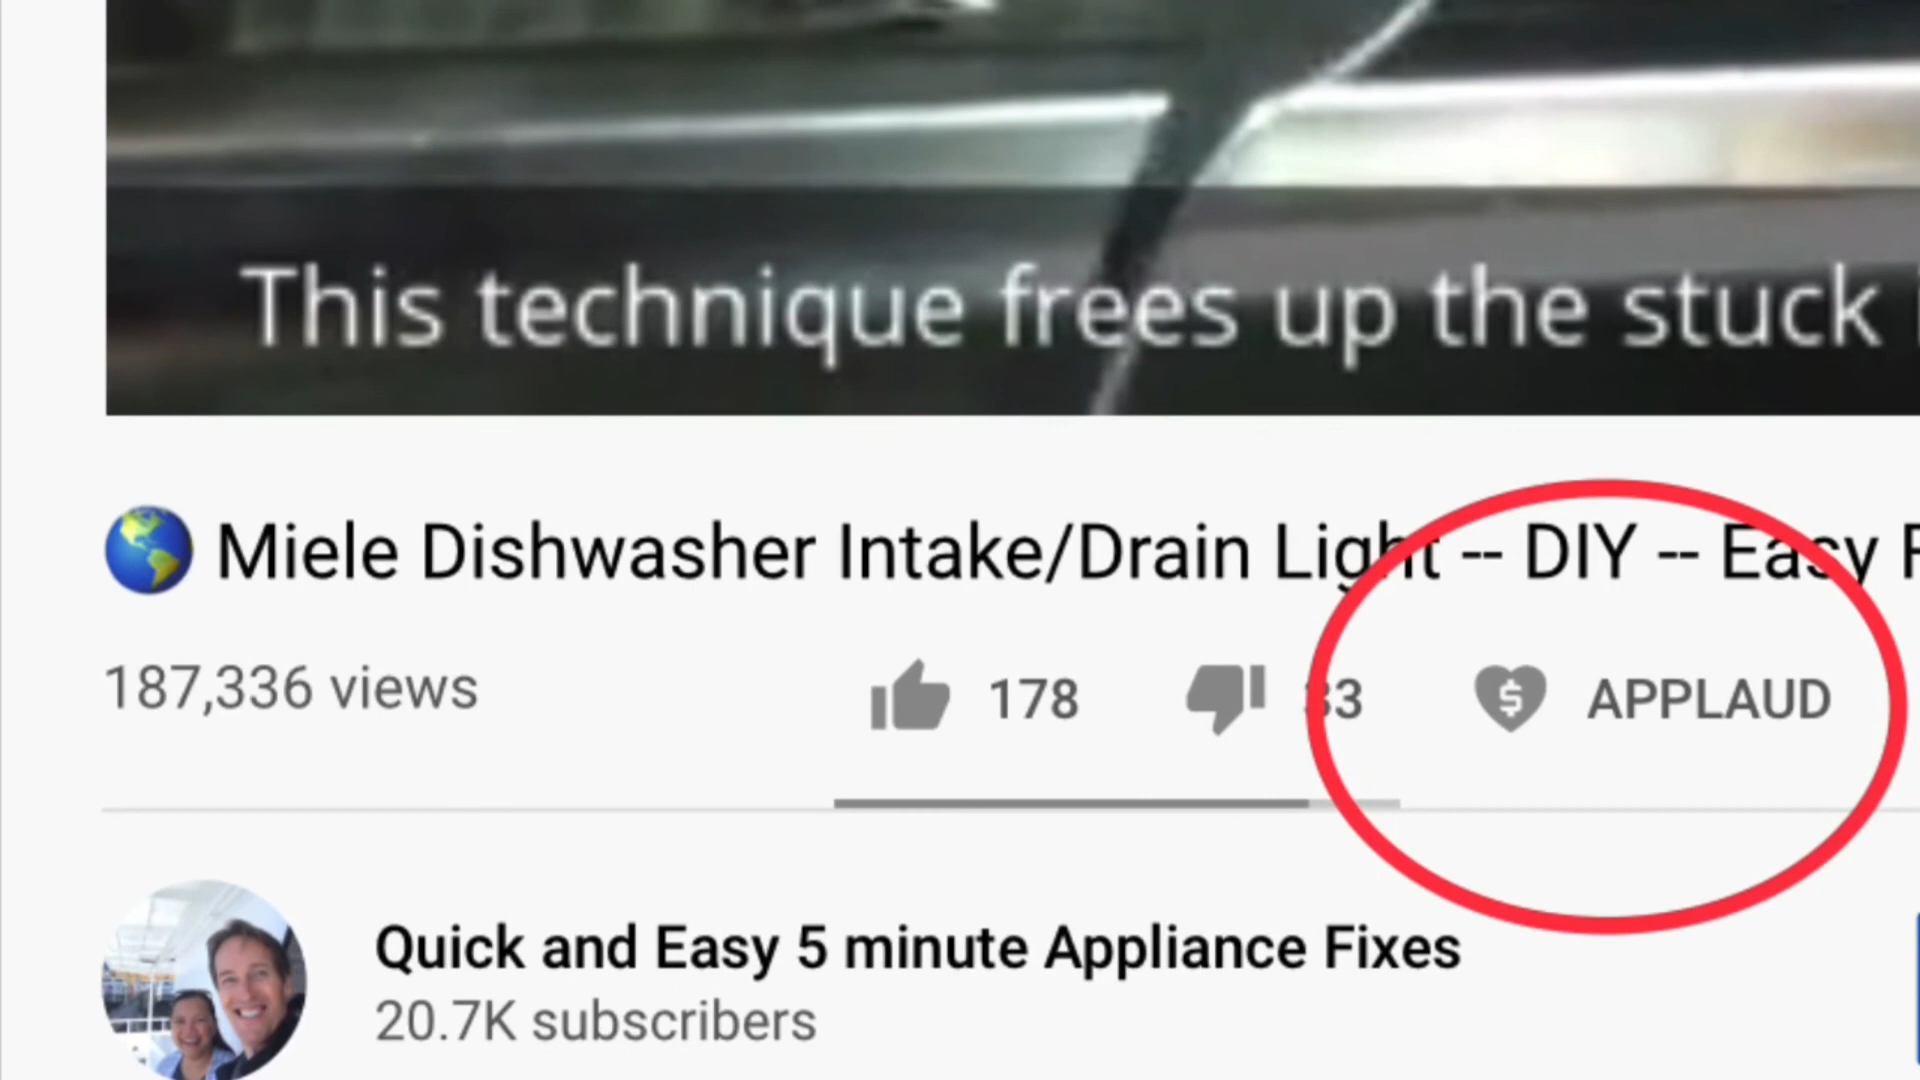 This technique frees up the stuck
Miele Dishwasher Intake/Drain Light -- DIY -- Easy
187,336 views
178
33
$ APPLAUD
Quick and Easy 5 minute Appliance Fixes
20.7K subscribers